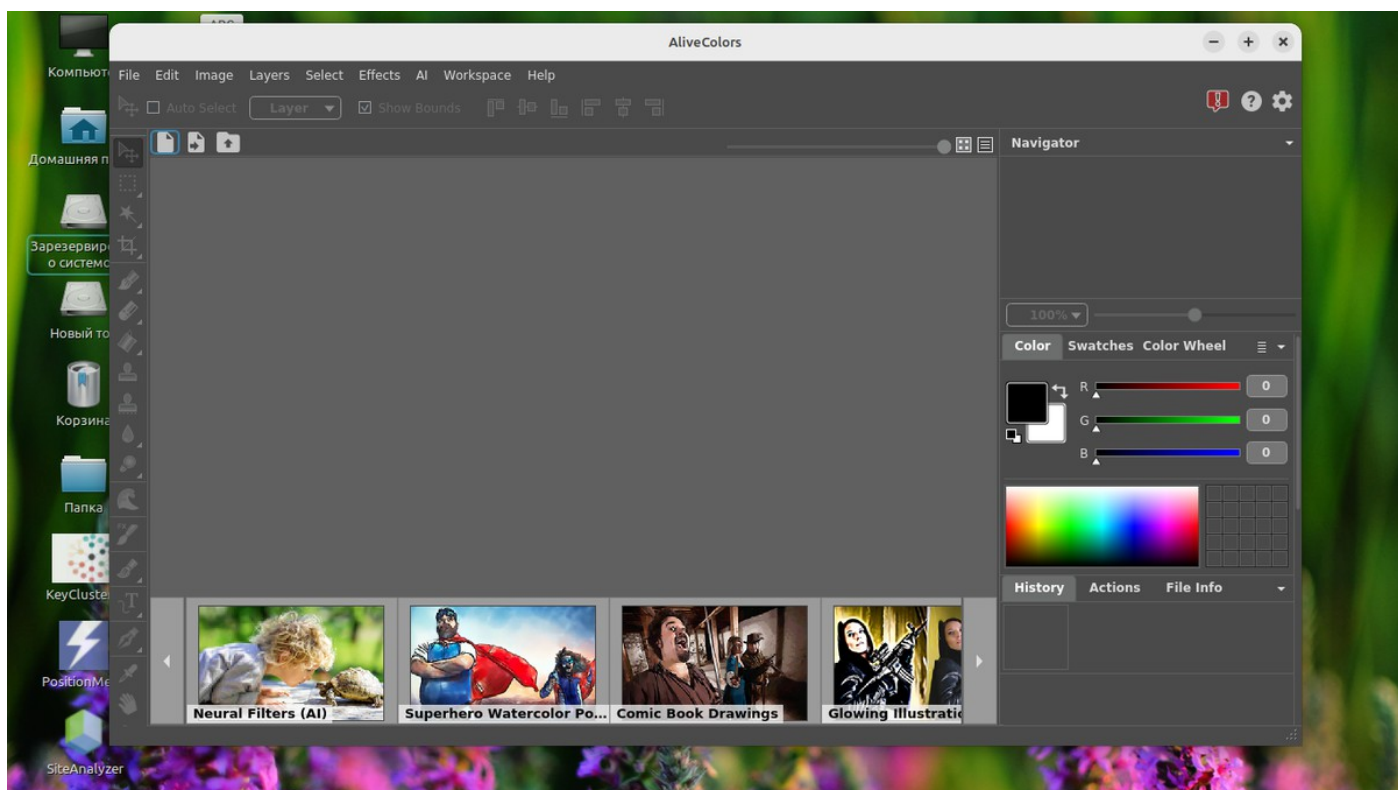 AliveColors
Компьют
File Edit Image Layers Select Effects AI Workspace Help
Auto Select Layer Show Bounds
Домашняя п
Navigator
Зарезервир
о системо
100%
Новый то
Color Swatches Color Wheel
R 0
G 0
B 0
Корзина
Папка
History Actions File Info
KeyCluste
PositionMe
Neural Filters (AI) Superhero Watercolor Po... Comic Book Drawings Glowing Illustratio
SiteAnalyzer